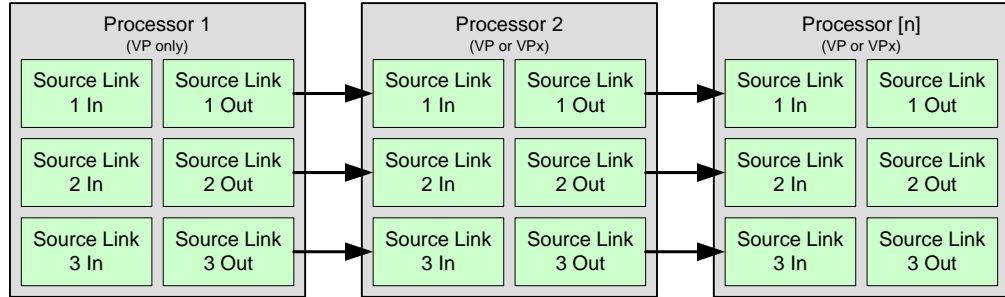 Processor 1
(VP only)
Source Link
1 In
Source Link
1 Out
Source Link
2 In
Source Link
2 Out
Source Link
3 In
Source Link
3 Out
Processor 2
(VP or VPx)
Source Link
1 In
Source Link
1 Out
Source Link
2 In
Source Link
2 Out
Source Link
3 In
Source Link
3 Out
Processor [n]
(VP or VPx)
Source Link
1 In
Source Link
1 Out
Source Link
2 In
Source Link
2 Out
Source Link
3 In
Source Link
3 Out